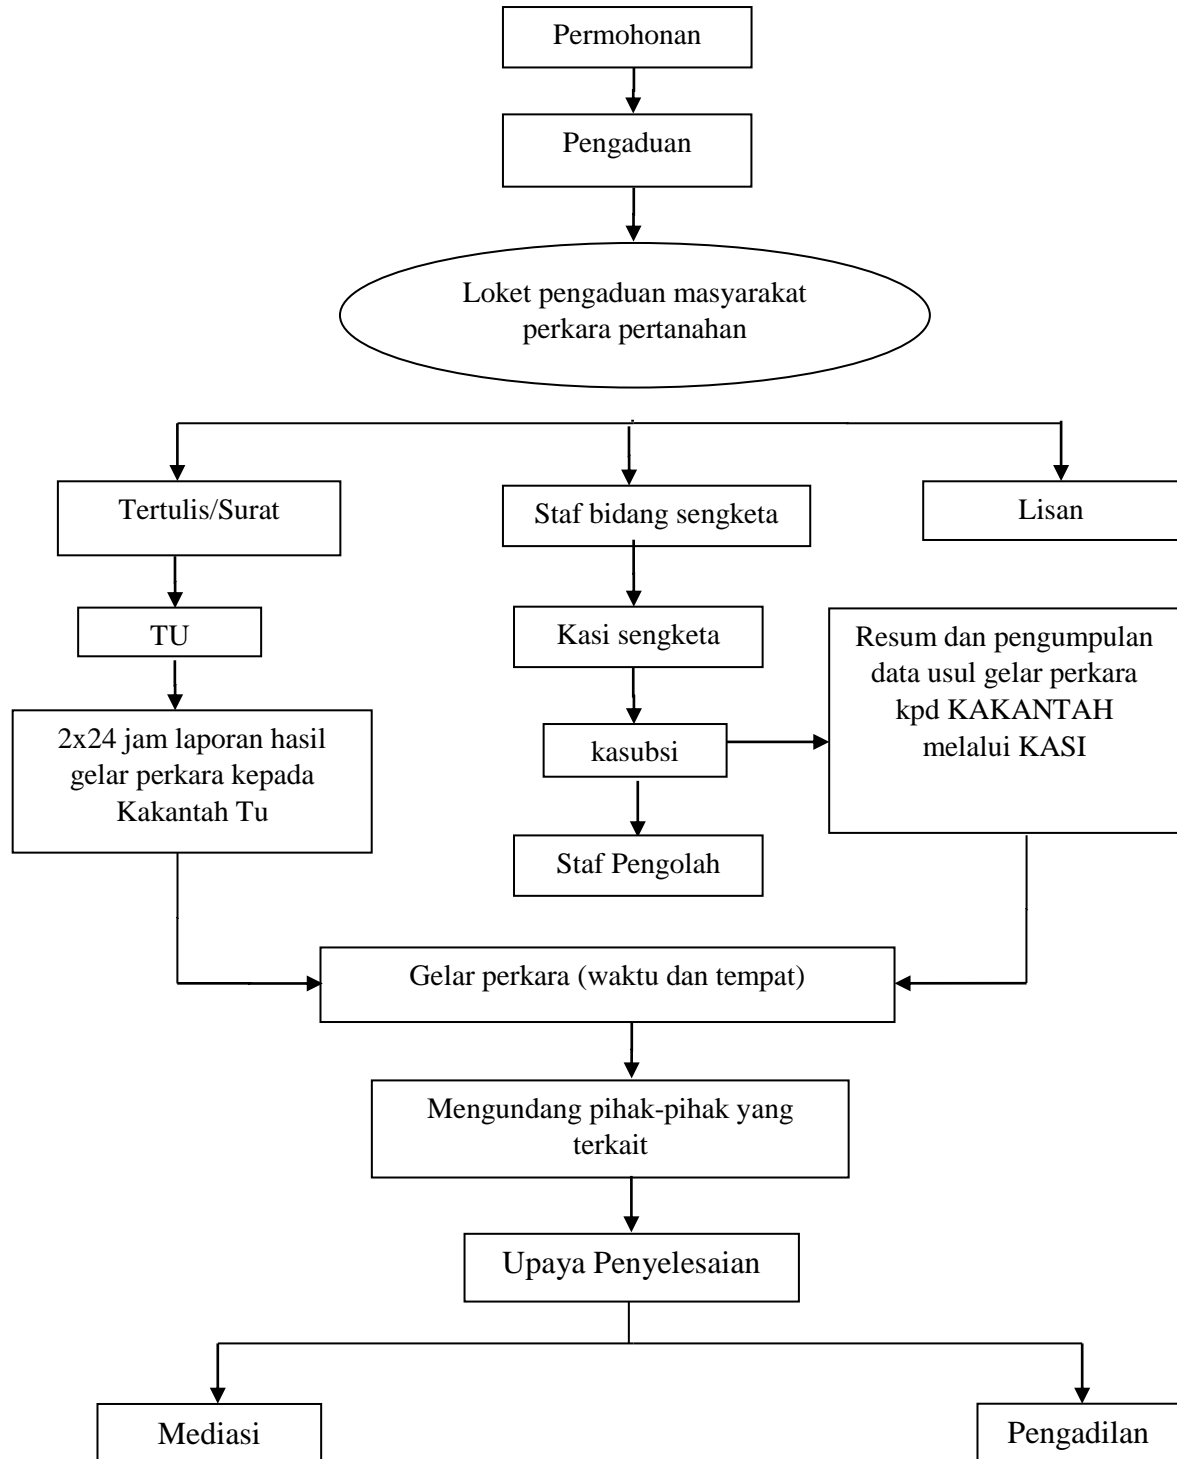 Permohonan
Pengaduan
Loket pengaduan masyarakat
perkara pertanahan
Tertulis/Surat
Staf bidang sengketa
Lisan
TU
Kasi sengketa
Resum dan pengumpulan
data usul gelar perkara
kpd KAKANTAH
melalui KASI
2x24 jam laporan hasil
gelar perkara kepada
Kakantah Tu
kasubsi
Staf Pengolah
Gelar perkara (waktu dan tempat)
Mengundang pihak-pihak yang
terkait
Upaya Penyelesaian
Mediasi
Pengadilan